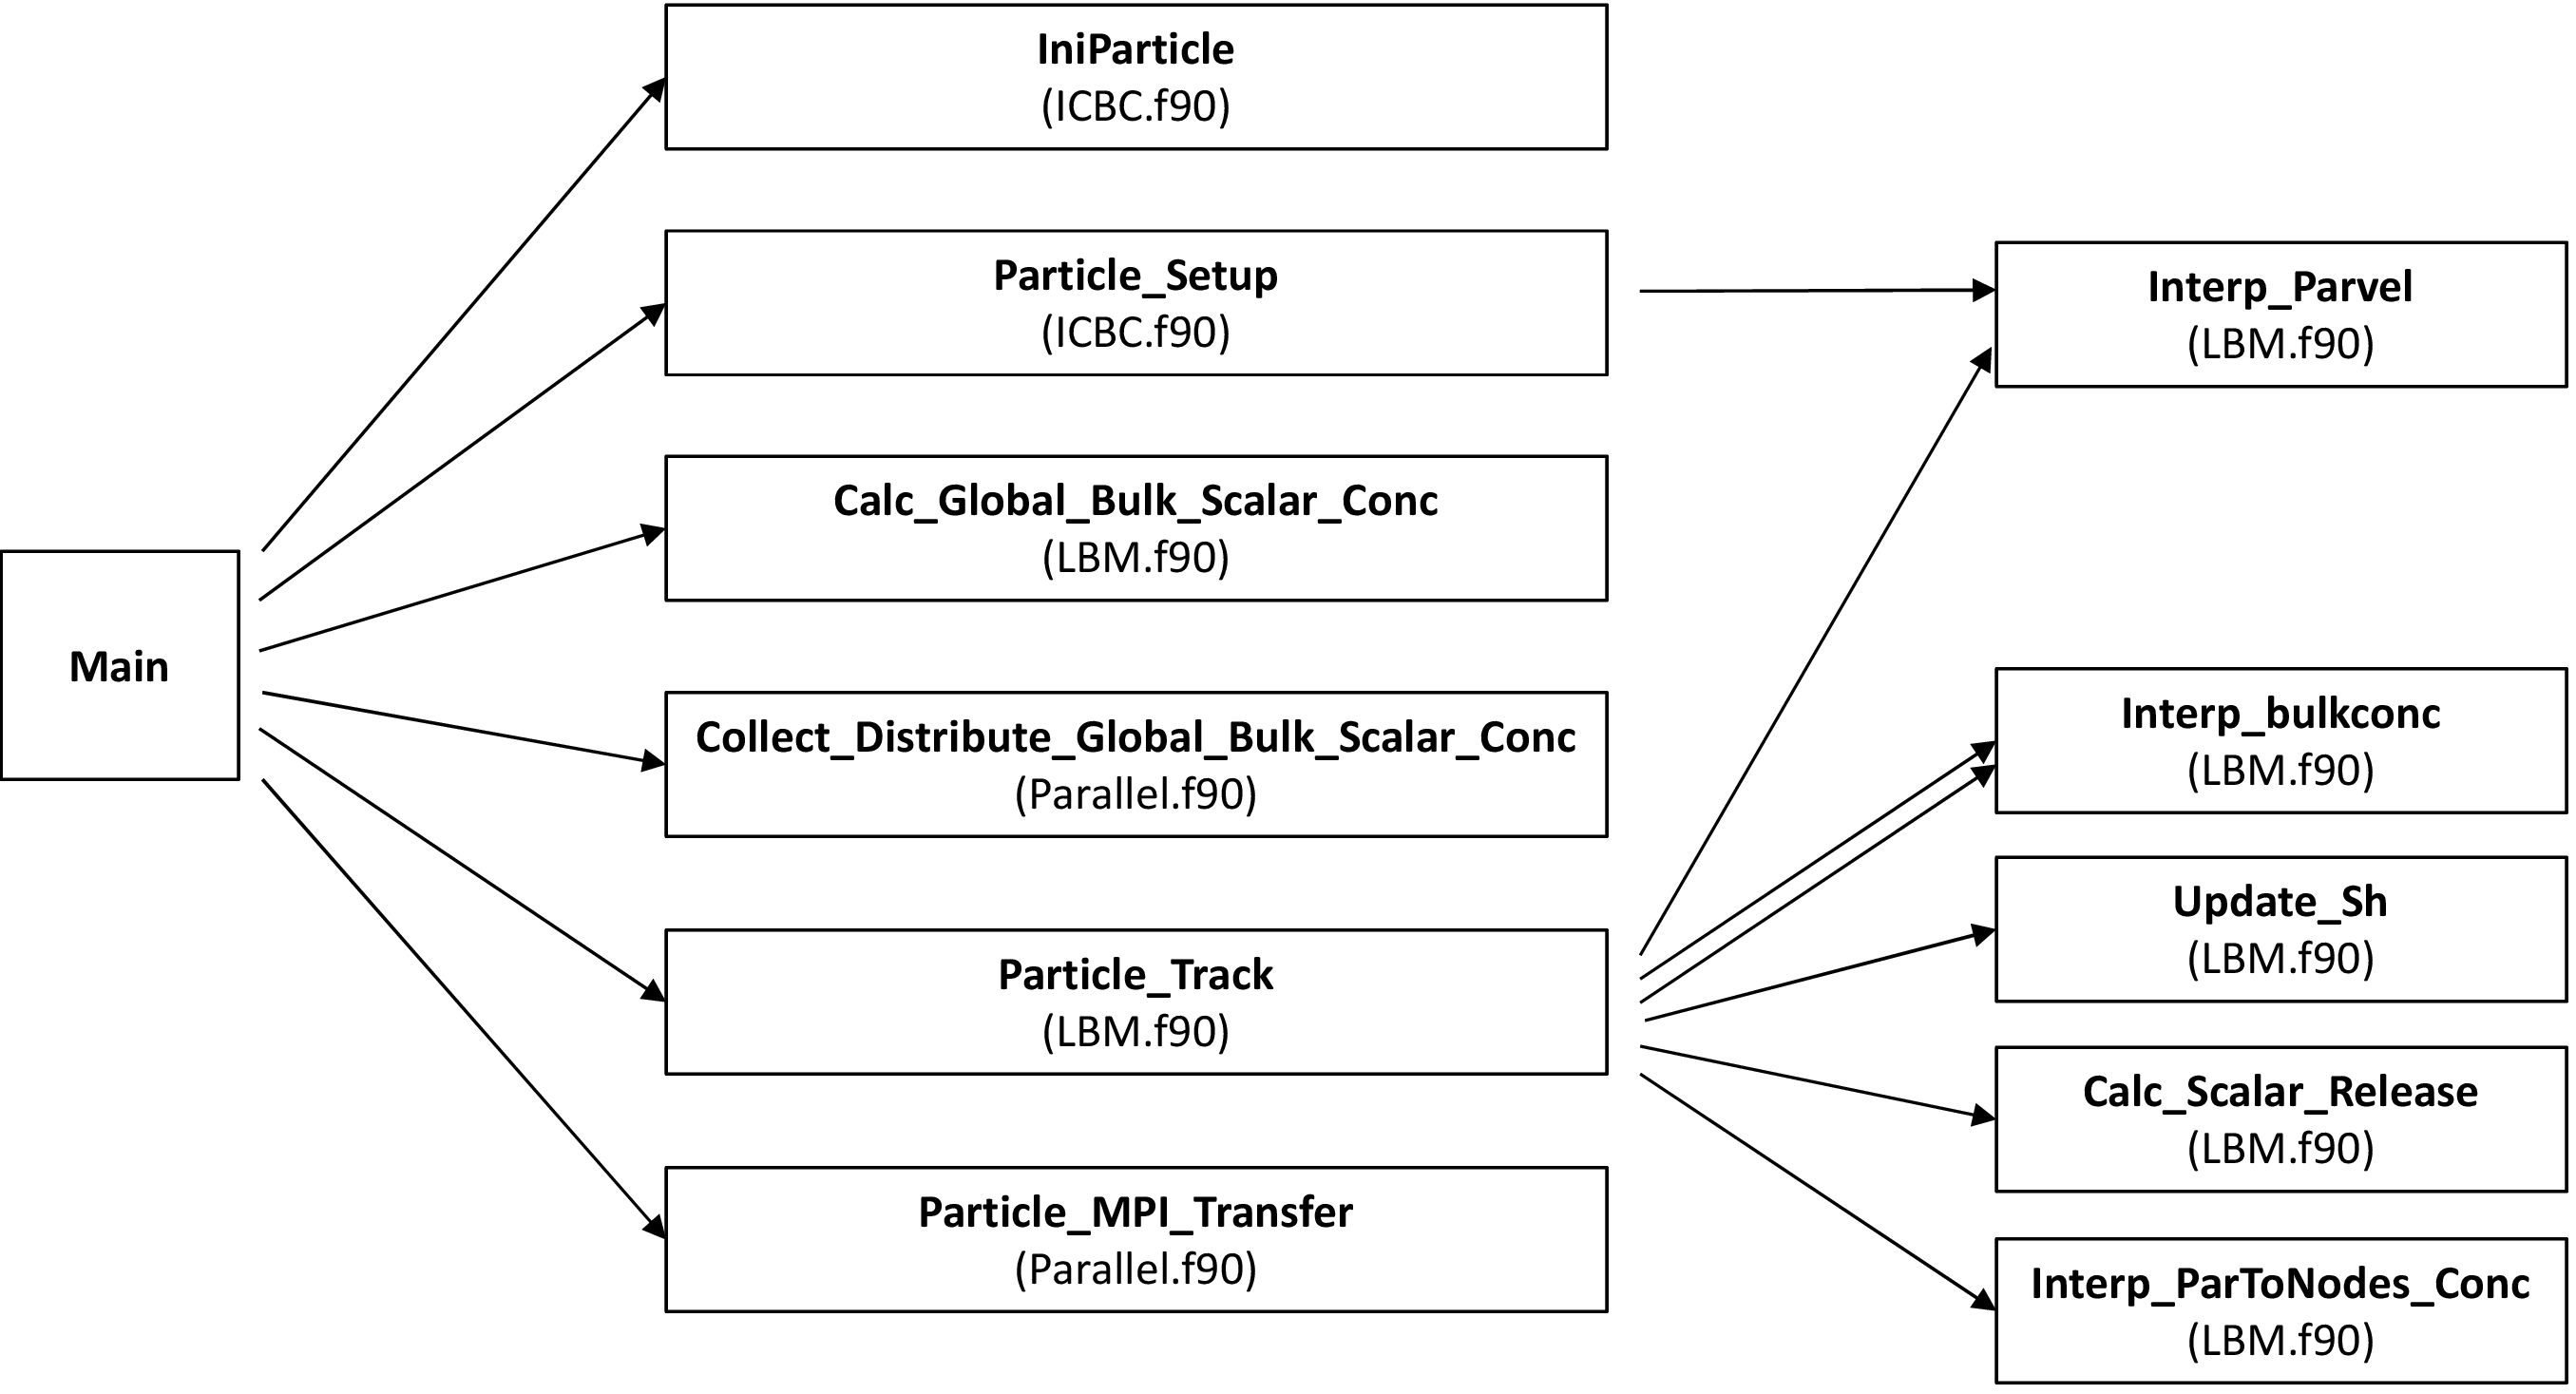 IniParticle
(ICBC.f90)
Particle_Setup
(ICBC.f90)
Interp_Parvel
(LBM.f90)
Calc_Global_Bulk_Scalar_Conc
(LBM.f90)
Main
Collect_Distribute_Global_Bulk_Scalar_Conc
(Parallel.f90)
Interp_bulkconc
(LBM.f90)
Update_Sh
(LBM.f90)
Particle_Track
(LBM.f90)
Calc_Scalar_Release
(LBM.f90)
Particle_MPI_Transfer
(Parallel.f90)
Interp_ParToNodes_Conc
(LBM.f90)